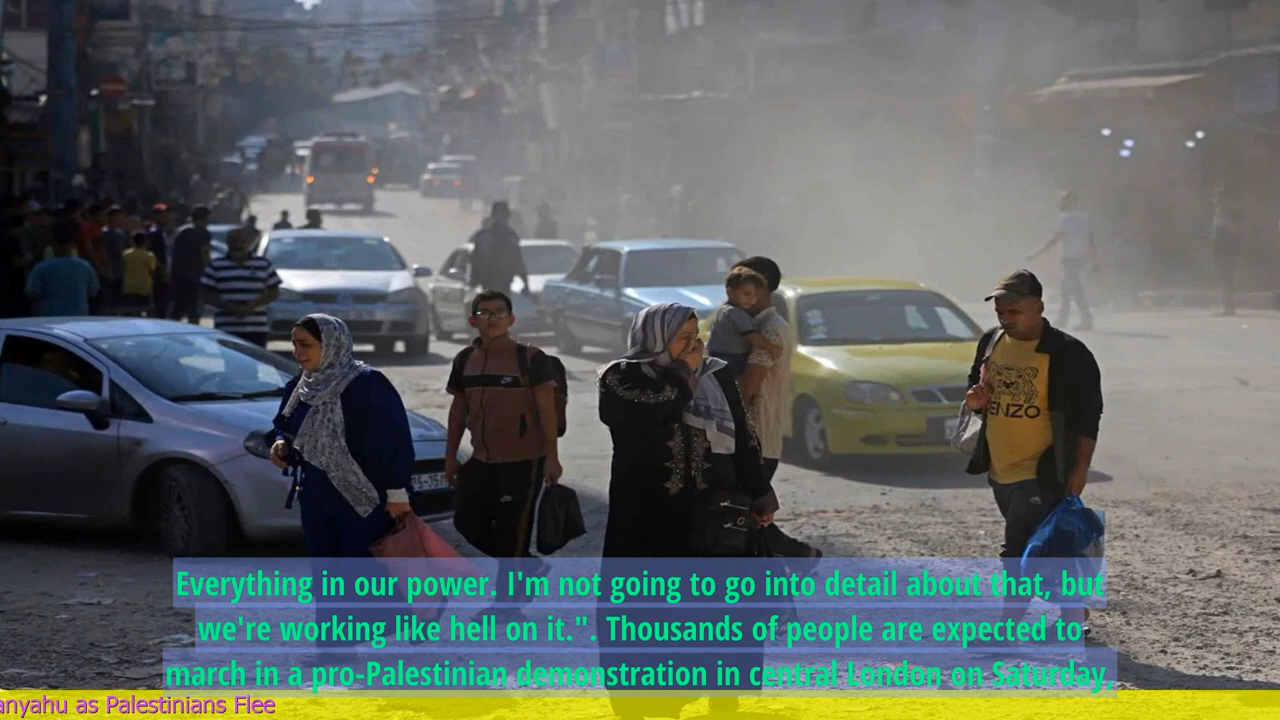 ENZO
Everything in our power. I'm not going to go into detail about that, but
we're working like hell on it.". Thousands of people are expected to
march in a pro-Palestinian demonstration in central London on Saturday,
anyahu as Palestinians Flee